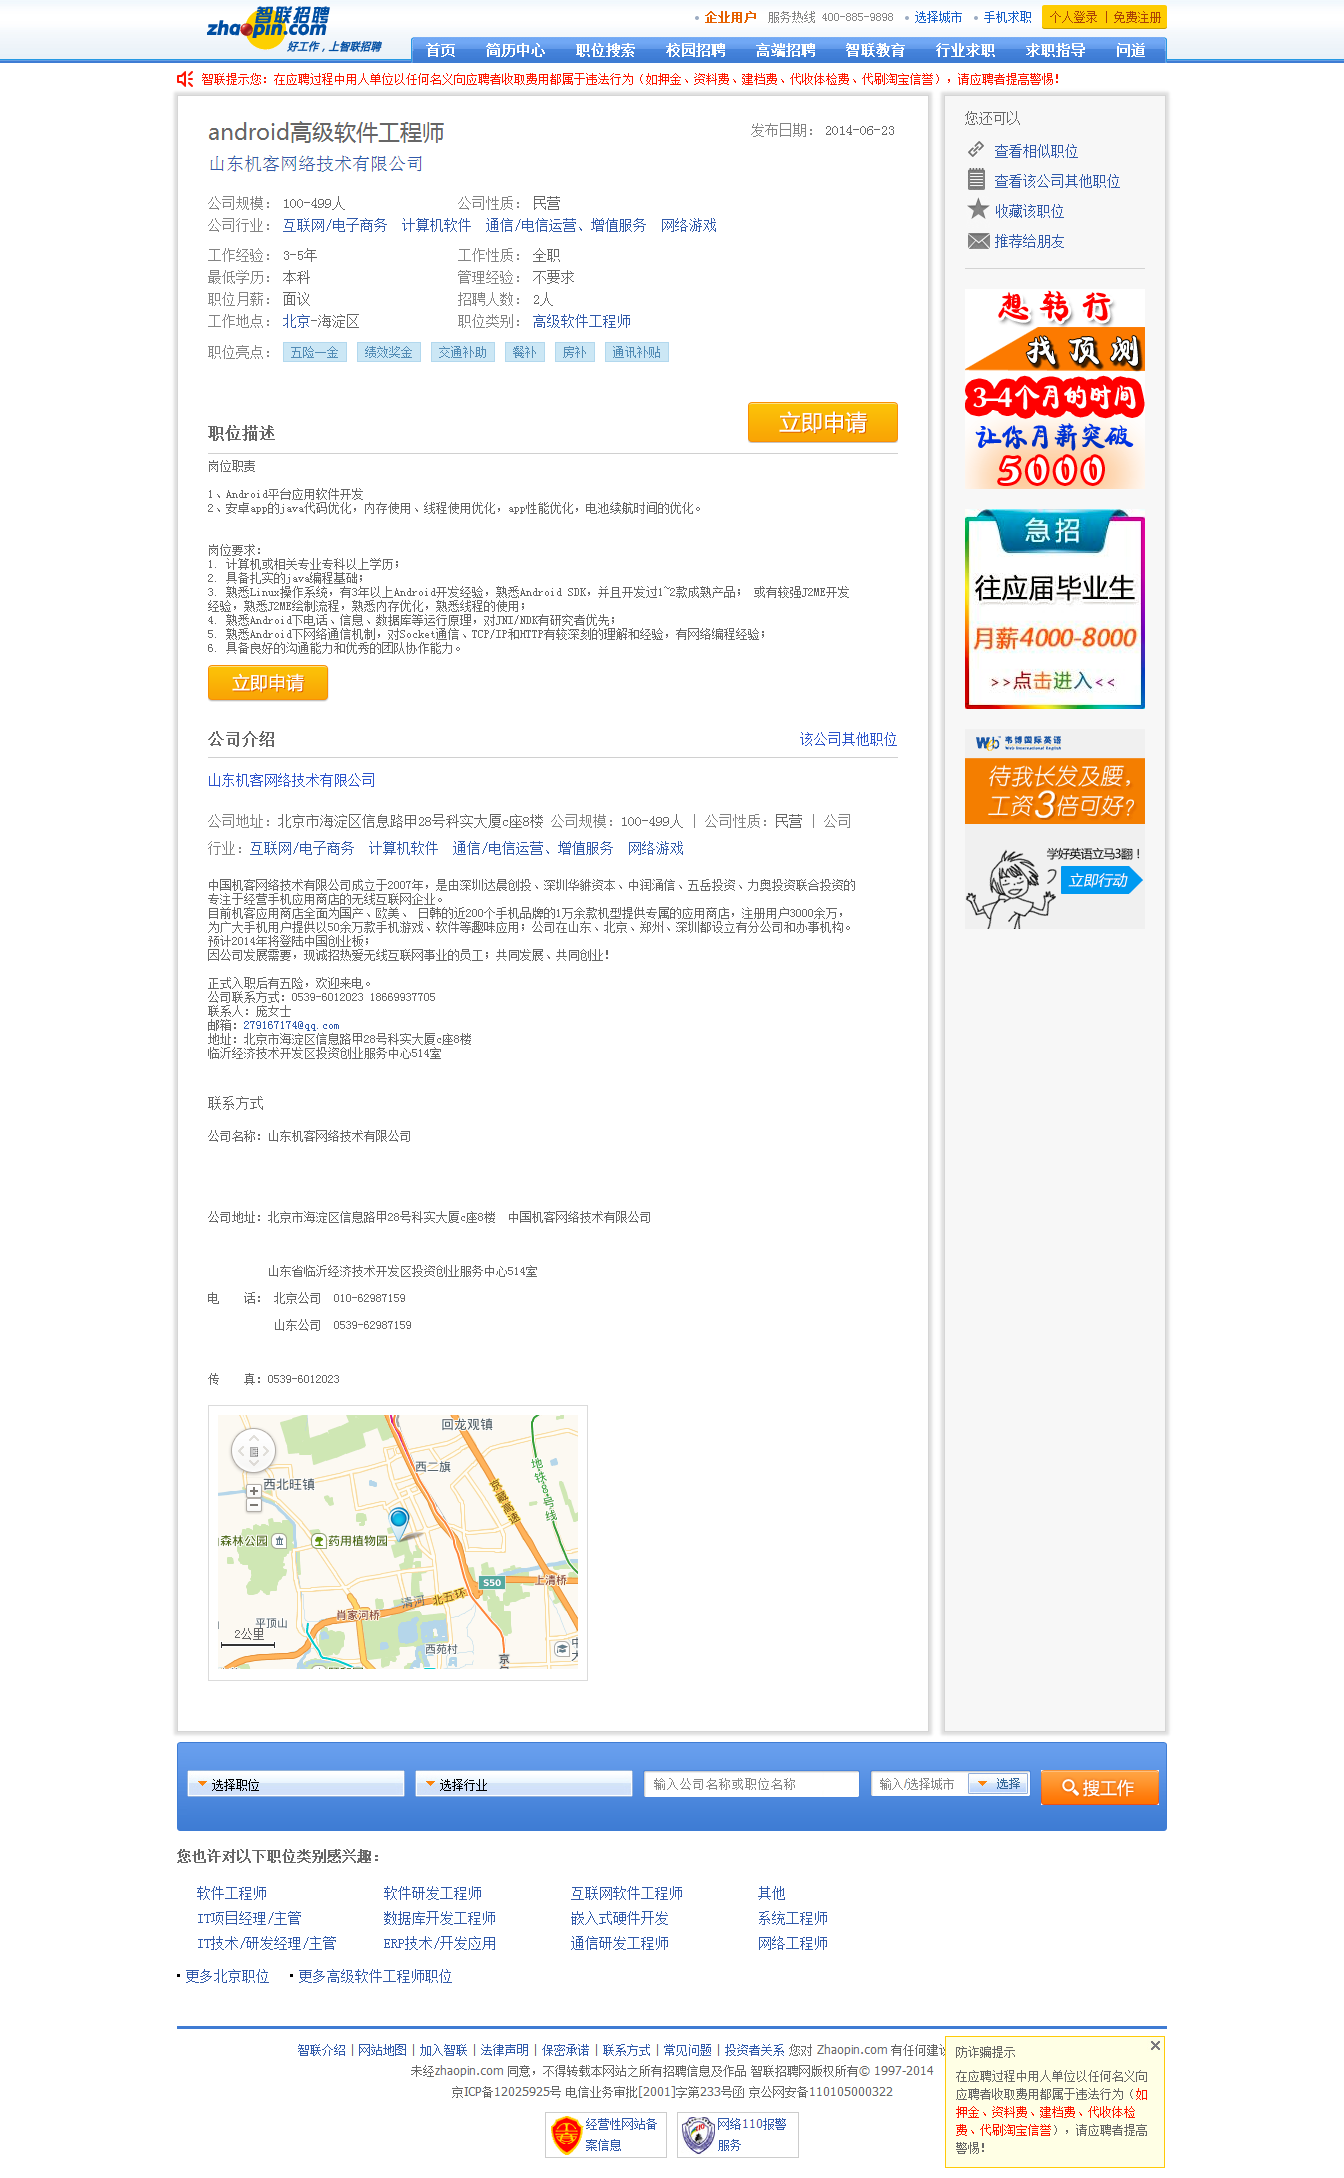 智联招聘
zhaopin.com
好工作，上智联招聘
企业用户 服务热线 400-885-9898 选择城市 手机求职 个人登录 | 免费注册
首页 简历中心 职位搜索 校园招聘 高端招聘 智联教育 行业求职 求职指导 问道
智联提示您：在应聘过程中用人单位以任何名义向应聘者收取费用都属于违法行为（如押金、资料费、建档费、代收体检费、代刷淘宝信誉），请应聘者提高警惕！
android高级软件工程师
发布日期： 2014-06-23
山东机客网络技术有限公司
公司规模： 100-499人 公司性质： 民营
公司行业： 互联网/电子商务 计算机软件 通信/电信运营、增值服务 网络游戏
工作经验： 3-5年 工作性质： 全职
最低学历： 本科 管理经验： 不要求
职位月薪： 面议 招聘人数： 2人
工作地点： 北京-海淀区 职位类别： 高级软件工程师
职位亮点： 五险一金 绩效奖金 交通补助 餐补 房补 通讯补贴
立即申请
职位描述
岗位职责
1、Android平台应用软件开发
2、安卓app的java代码优化，内存使用、线程使用优化，app性能优化，电池续航时间的优化。
岗位要求：
1. 计算机或相关专业专科以上学历；
2. 具备扎实的java编程基础；
3. 熟悉Linux操作系统，有3年以上Android开发经验，熟悉Android SDK，并且开发过1~2款成熟产品； 或有较强J2ME开发
经验，熟悉J2ME绘制流程，熟悉内存优化，熟悉线程的使用；
4. 熟悉Android下电话、信息、数据库等运行原理，对JNI/NDK有研究者优先；
5. 熟悉Android下网络通信机制，对Socket通信、TCP/IP和HTTP有较深刻的理解和经验，有网络编程经验；
6. 具备良好的沟通能力和优秀的团队协作能力。
立即申请
公司介绍
该公司其他职位
山东机客网络技术有限公司
公司地址：北京市海淀区信息路甲28号科实大厦c座8楼 公司规模：100-499人 | 公司性质：民营 | 公司
行业：互联网/电子商务 计算机软件 通信/电信运营、增值服务 网络游戏
中国机客网络技术有限公司成立于2007年，是由深圳达晨创投、深圳华鲱资本、中润涌信、五岳投资、力奥投资联合投资的
专注于经营手机应用商店的无线互联网企业。
目前机客应用商店全面为国产、欧美、 日韩的近200个手机品牌的1万余款机型提供专属的应用商店，注册用户3000余万，
为广大手机用户提供以50余万款手机游戏、软件等趣味应用；公司在山东、北京、郑州、深圳都设立有分公司和办事机构。
预计2014年将登陆中国创业板；
因公司发展需要，现诚招热爱无线互联网事业的员工；共同发展、共同创业！
正式入职后有五险，欢迎来电。
公司联系方式：0539-6012023 18669937705
联系人：庞女士
邮箱：279167174@qq.com
地址：北京市海淀区信息路甲28号科实大厦c座8楼
临沂经济技术开发区投资创业服务中心514室
联系方式
公司名称：山东机客网络技术有限公司
公司地址：北京市海淀区信息路甲28号科实大厦c座8楼 中国机客网络技术有限公司
山东省临沂经济技术开发区投资创业服务中心514室
电 话： 北京公司 010-62987159
山东公司 0539-62987159
传 真：0539-6012023
回龙观镇
西二旗
地·铁·8·号·线
京藏高速
西北旺镇
森林公园
药用植物园
S50
上清桥
清河
北五环
肖家河桥
平顶山
2公里
西苑村
您还可以
查看相似职位
查看该公司其他职位
收藏该职位
推荐给朋友
想转行
找顶测
3-4个月的时间
让你月薪突破
5000
急招
往应届毕业生
月薪4000-8000
>>点击进入<<
Web 韦博国际英语
Web International English
待我长发及腰，
工资3倍可好？
学好英语立马3翻！
立即行动
选择职位 选择行业 输入公司名称或职位名称 输入/选择城市 选择 搜工作
您也许对以下职位类别感兴趣：
软件工程师 软件研发工程师 互联网软件工程师 其他
IT项目经理/主管 数据库开发工程师 嵌入式硬件开发 系统工程师
IT技术/研发经理/主管 ERP技术/开发应用 通信研发工程师 网络工程师
更多北京职位 更多高级软件工程师职位
智联介绍 | 网站地图 | 加入智联 | 法律声明 | 保密承诺 | 联系方式 | 常见问题 | 投资者关系 您对 Zhaopin.com 有任何建议
未经zhaopin.com 同意，不得转载本网站之所有招聘信息及作品 智联招聘网版权所有© 1997-2014
京ICP备12025925号 电信业务审批[2001]字第233号函 京公网安备110105000322
经营性网站备
案信息
网络110报警
服务
防诈骗提示
在应聘过程中用人单位以任何名义向
应聘者收取费用都属于违法行为（如
押金、资料费、建档费、代收体检
费、代刷淘宝信誉），请应聘者提高
警惕！